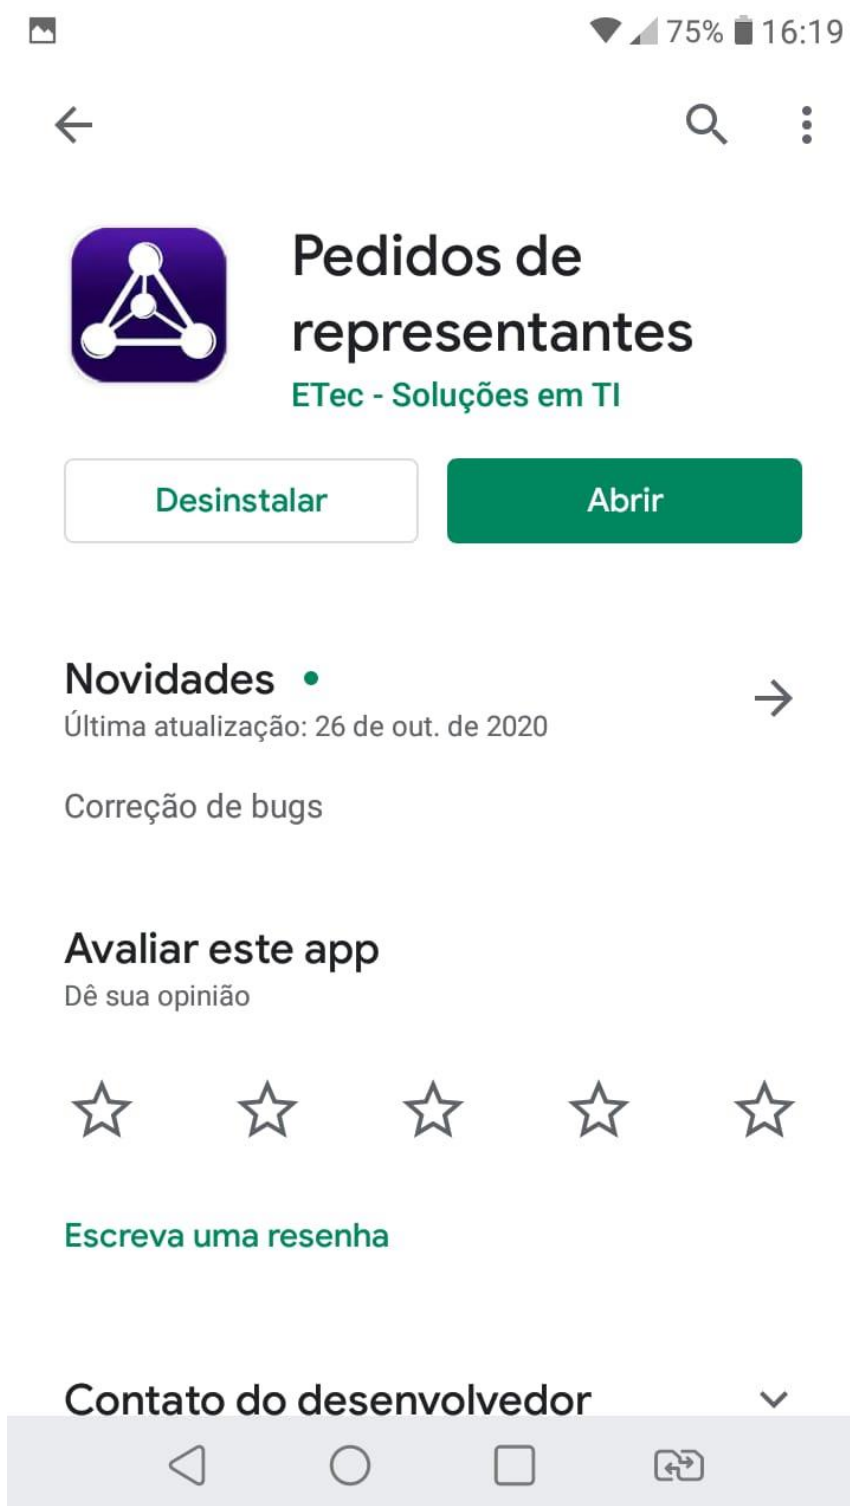 75% 16:19
Pedidos de
representantes
ETec - Soluções em TI
Desinstalar Abrir
Novidades
Última atualização: 26 de out. de 2020
Correção de bugs
Avaliar este app
Dê sua opinião
Escreva uma resenha
Contato do desenvolvedor